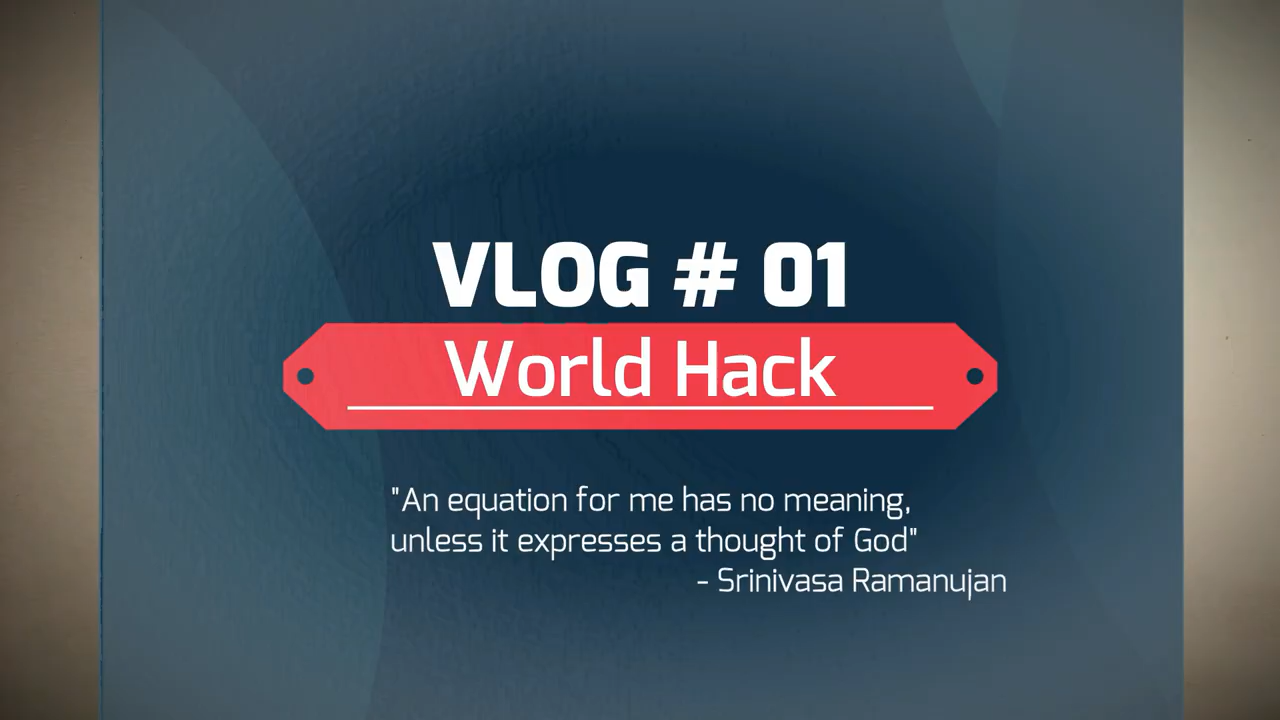 VLOG # 01
World Hack
"An equation for me has no meaning,
unless it expresses a thought of God"
- Srinivasa Ramanujan